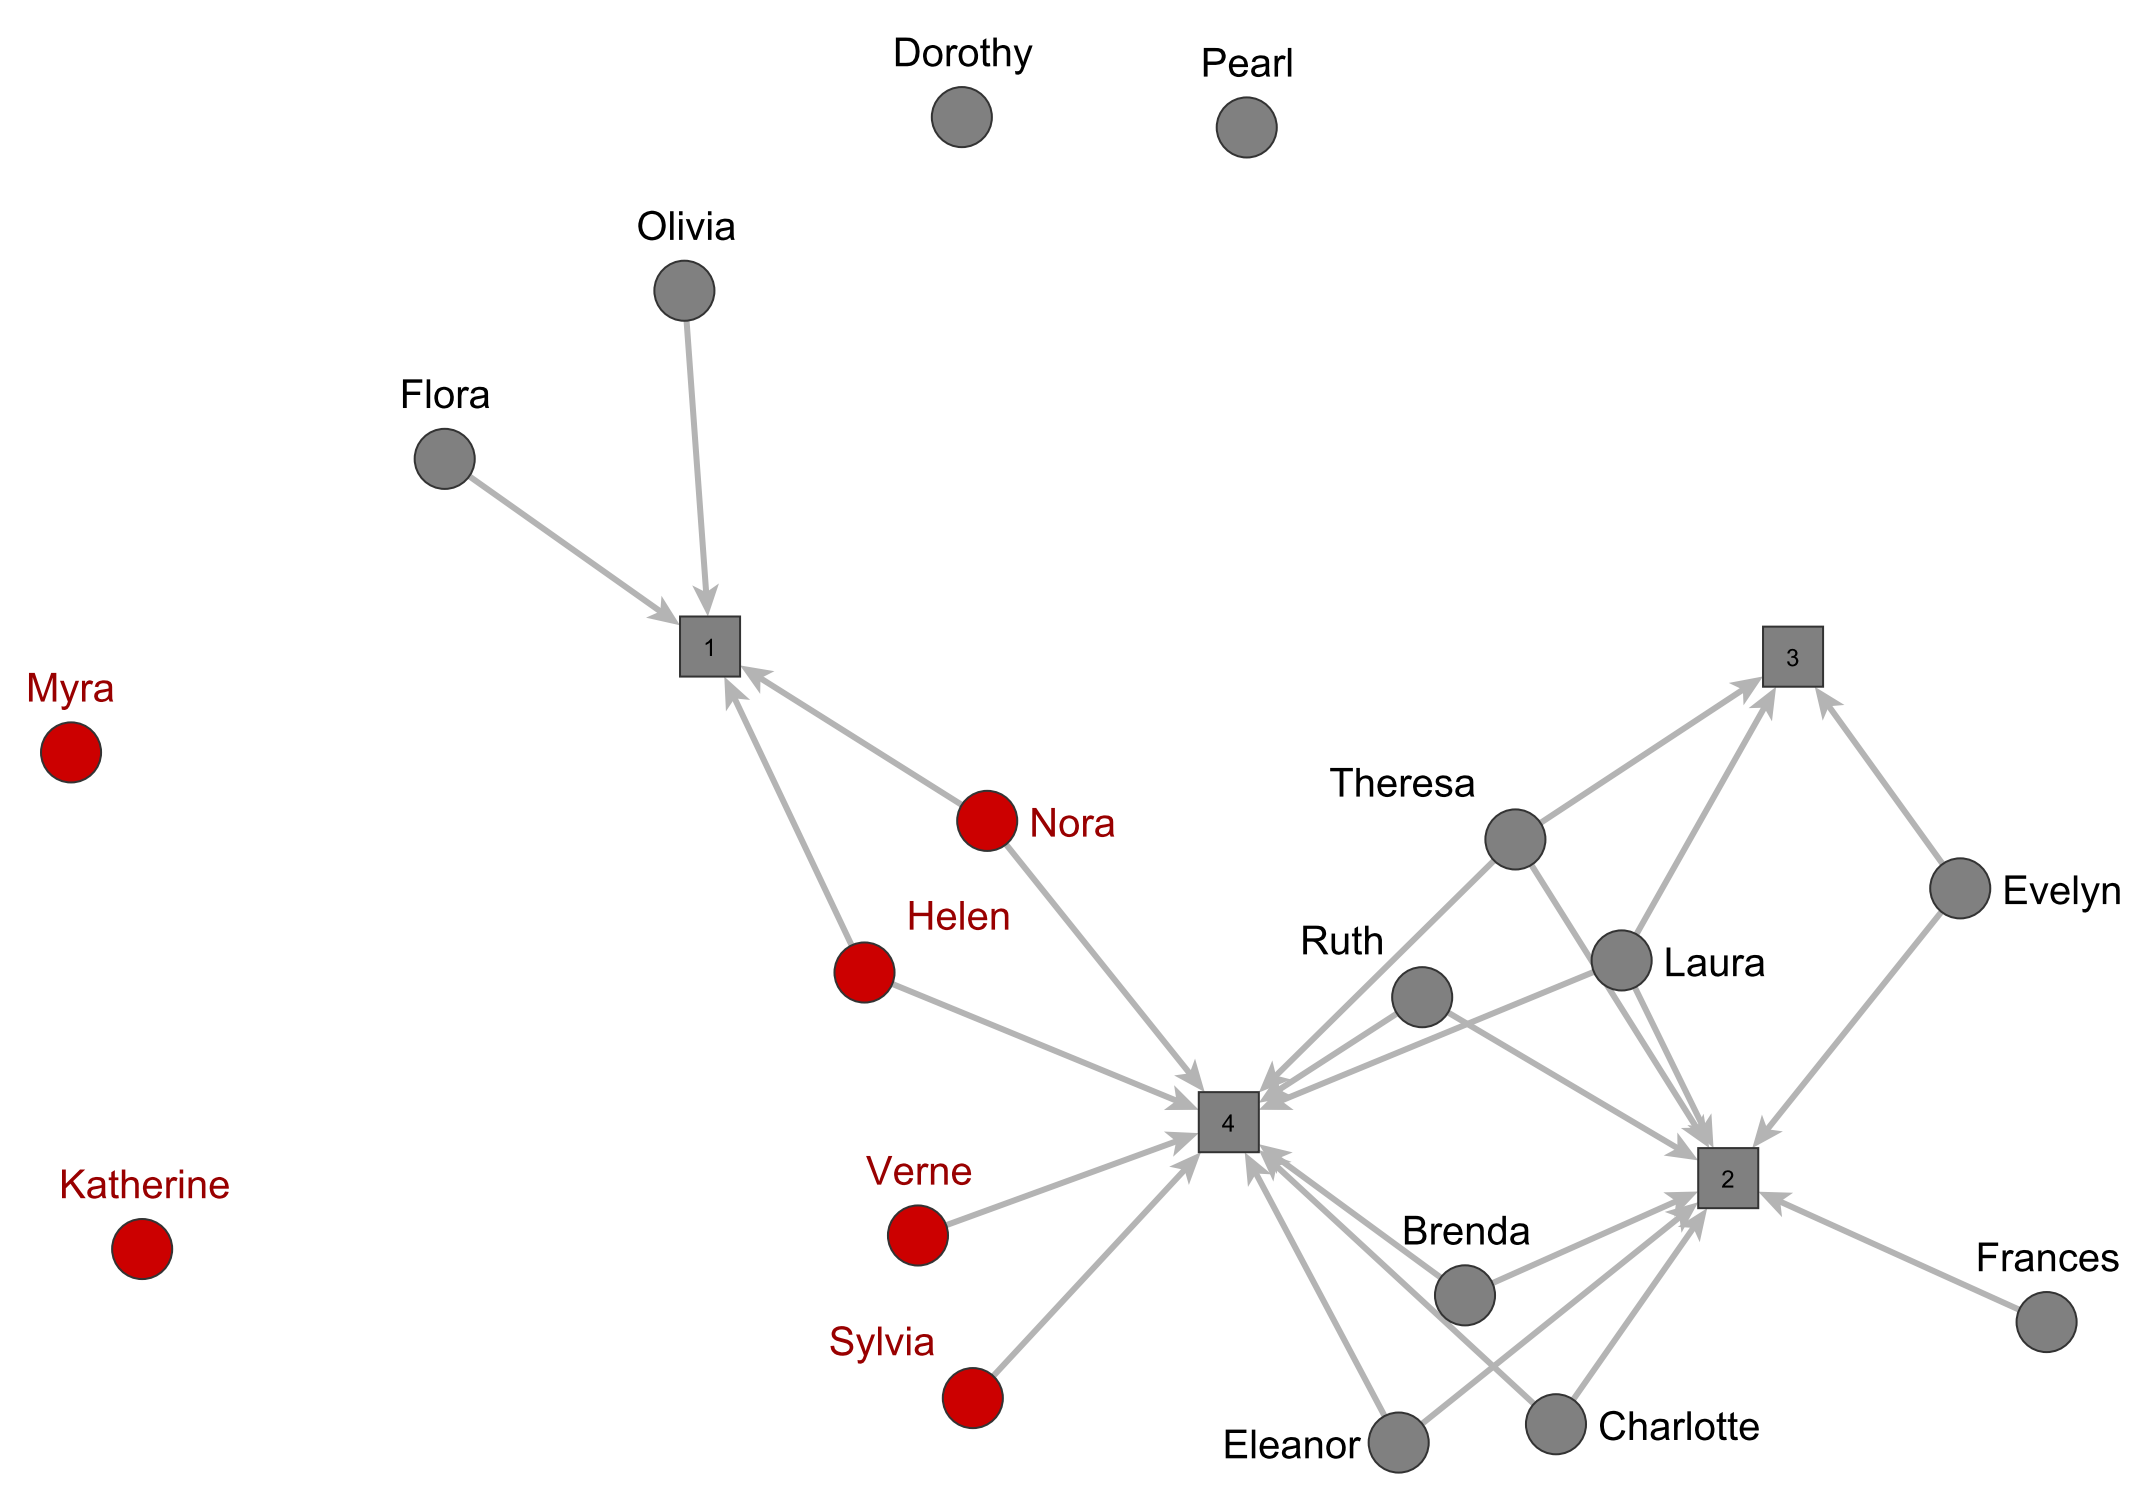 Dorothy
Pearl
Olivia
Flora
1
3
Myra
Theresa
Nora
Evelyn
Helen
Ruth
Laura
4
Verne
2
Katherine
Brenda
Frances
Sylvia
Charlotte
Eleanor